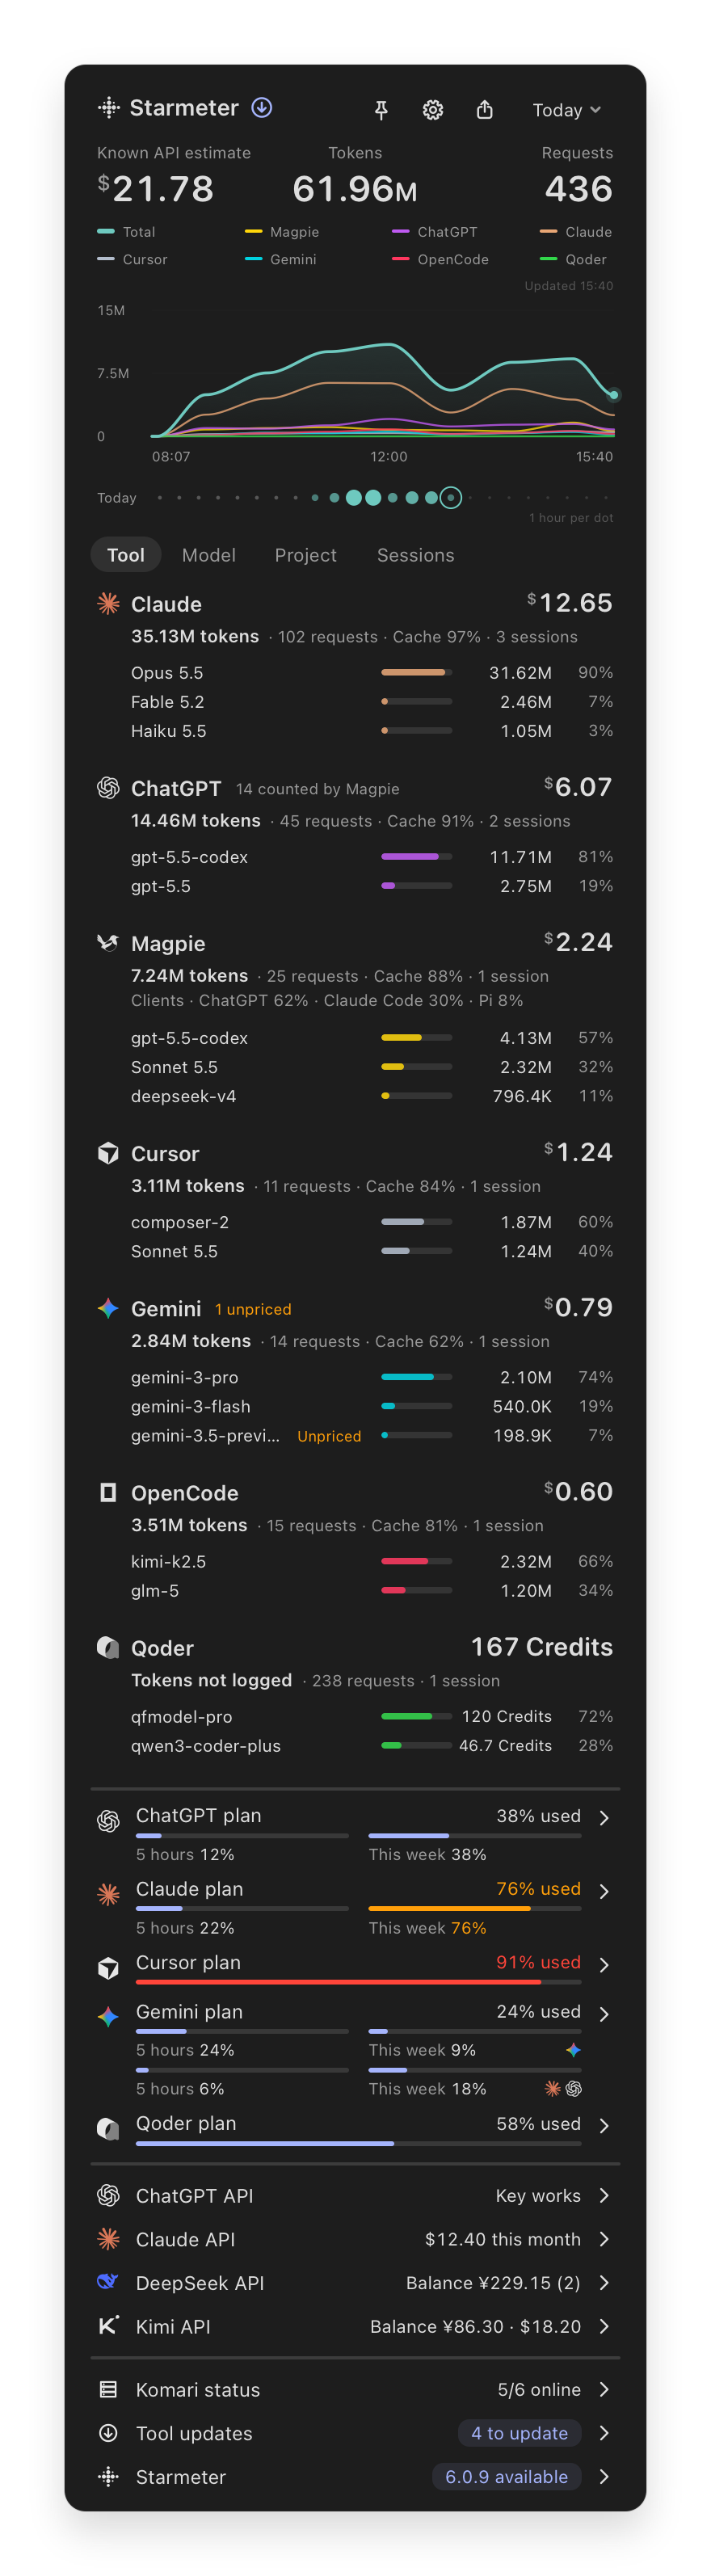 Starmeter
Today
Known API estimate Tokens Requests
$21.78 61.96M 436
Total Magpie ChatGPT Claude
Cursor Gemini OpenCode Qoder
Updated 15:40
15M
7.5M
0
08:07 12:00 15:40
Today
1 hour per dot
Tool Model Project Sessions
Claude $12.65
35.13M tokens · 102 requests · Cache 97% · 3 sessions
Opus 5.5 31.62M 90%
Fable 5.2 2.46M 7%
Haiku 5.5 1.05M 3%
ChatGPT 14 counted by Magpie $6.07
14.46M tokens · 45 requests · Cache 91% · 2 sessions
gpt-5.5-codex 11.71M 81%
gpt-5.5 2.75M 19%
Magpie $2.24
7.24M tokens · 25 requests · Cache 88% · 1 session
Clients · ChatGPT 62% · Claude Code 30% · Pi 8%
gpt-5.5-codex 4.13M 57%
Sonnet 5.5 2.32M 32%
deepseek-v4 796.4K 11%
Cursor $1.24
3.11M tokens · 11 requests · Cache 84% · 1 session
composer-2 1.87M 60%
Sonnet 5.5 1.24M 40%
Gemini 1 unpriced $0.79
2.84M tokens · 14 requests · Cache 62% · 1 session
gemini-3-pro 2.10M 74%
gemini-3-flash 540.0K 19%
gemini-3.5-previ... Unpriced 198.9K 7%
OpenCode $0.60
3.51M tokens · 15 requests · Cache 81% · 1 session
kimi-k2.5 2.32M 66%
glm-5 1.20M 34%
Qoder 167 Credits
Tokens not logged · 238 requests · 1 session
qfmodel-pro 120 Credits 72%
qwen3-coder-plus 46.7 Credits 28%
ChatGPT plan 38% used
5 hours 12% This week 38%
Claude plan 76% used
5 hours 22% This week 76%
Cursor plan 91% used
Gemini plan 24% used
5 hours 24% This week 9%
5 hours 6% This week 18%
Qoder plan 58% used
ChatGPT API Key works
Claude API $12.40 this month
DeepSeek API Balance ¥229.15 (2)
Kimi API Balance ¥86.30 · $18.20
Komari status 5/6 online
Tool updates 4 to update
Starmeter 6.0.9 available